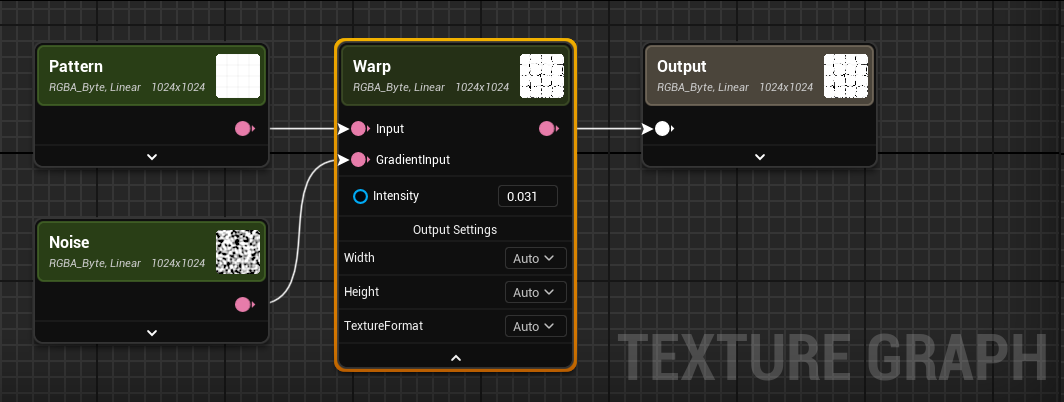 Pattern
RGBA_Byte, Linear 1024x1024
Warp
RGBA_Byte, Linear 1024x1024
Input
GradientInput
Intensity 0.031
Output Settings
Width Auto
Height Auto
TextureFormat Auto
Output
RGBA_Byte, Linear 1024x1024
Noise
RGBA_Byte, Linear 1024x1024
TEXTURE GRAPH